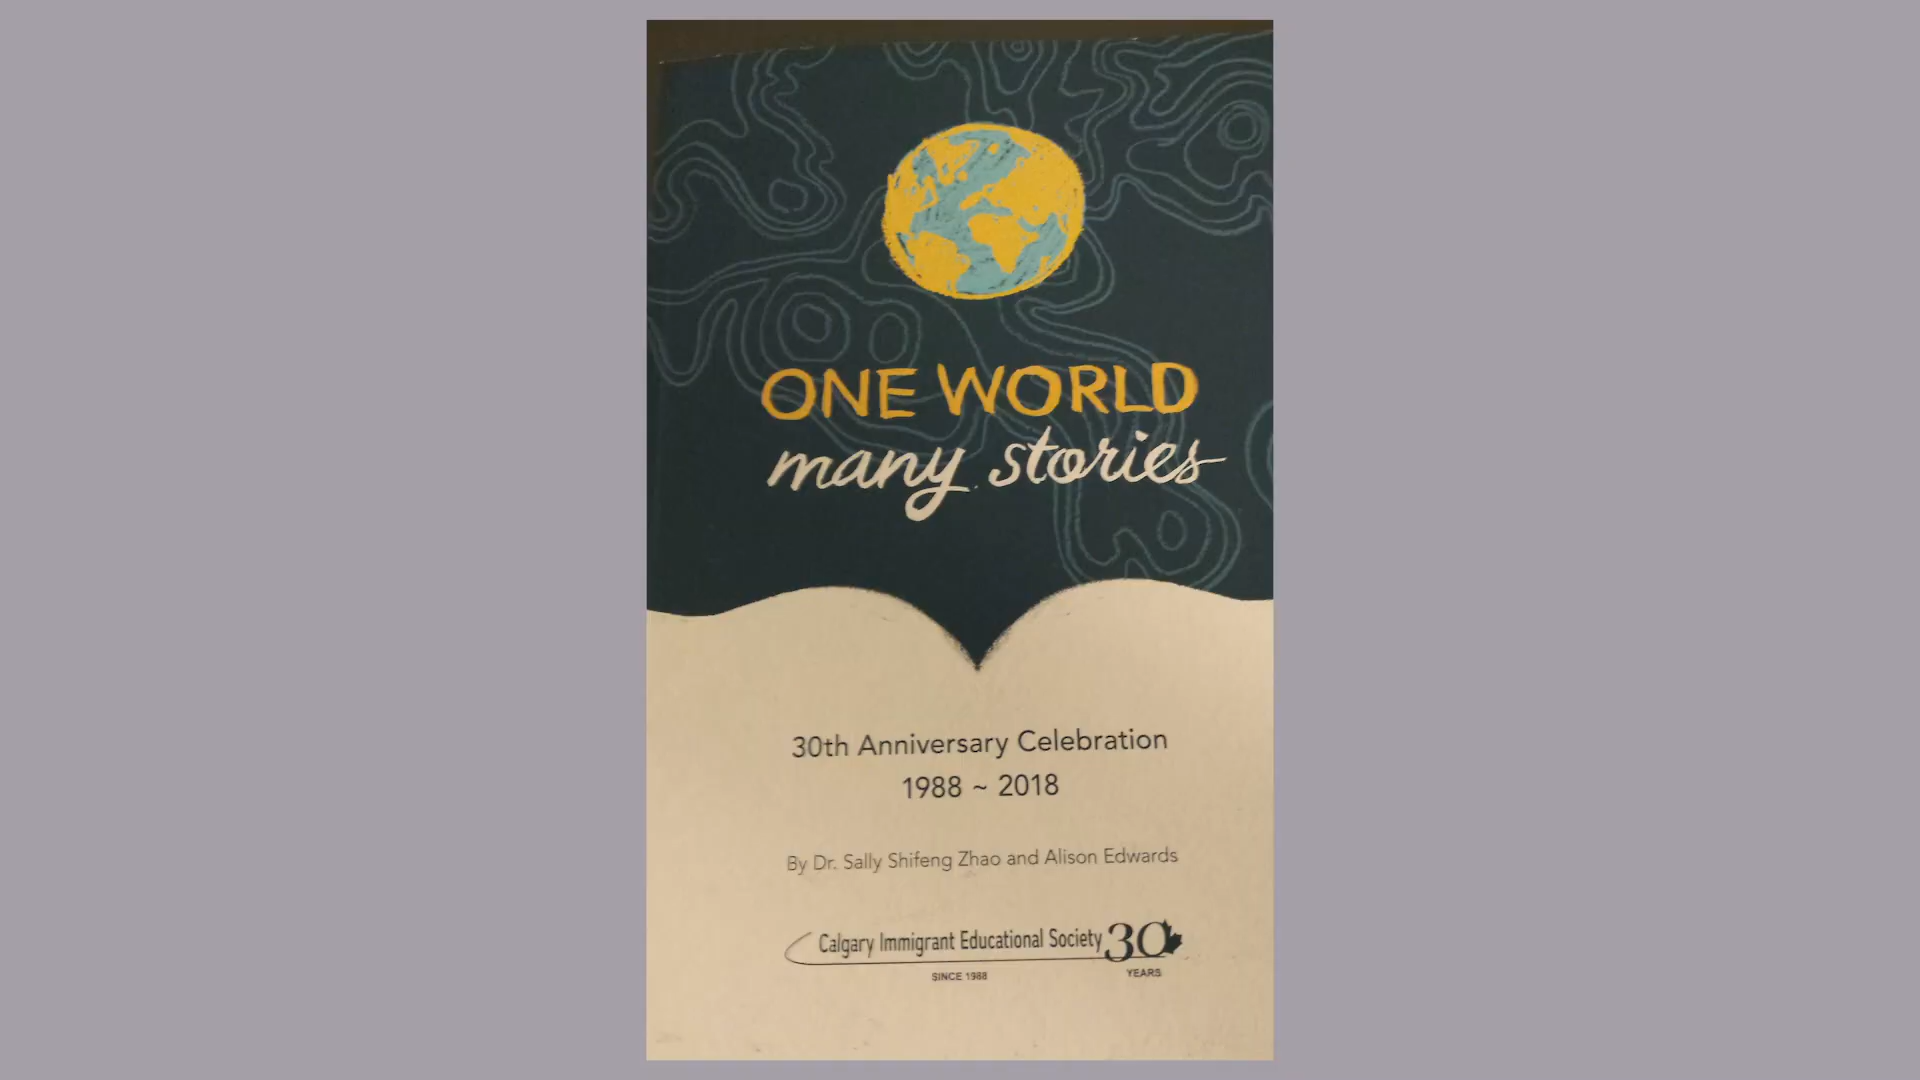 ONE WORLD
many stories
30th Anniversary Celebration
1988 ~ 2018
By Dr. Sally Shifeng Zhao and Alison Edwards
Calgary Immigrant Educational Society 30
SINCE 1988 YEARS